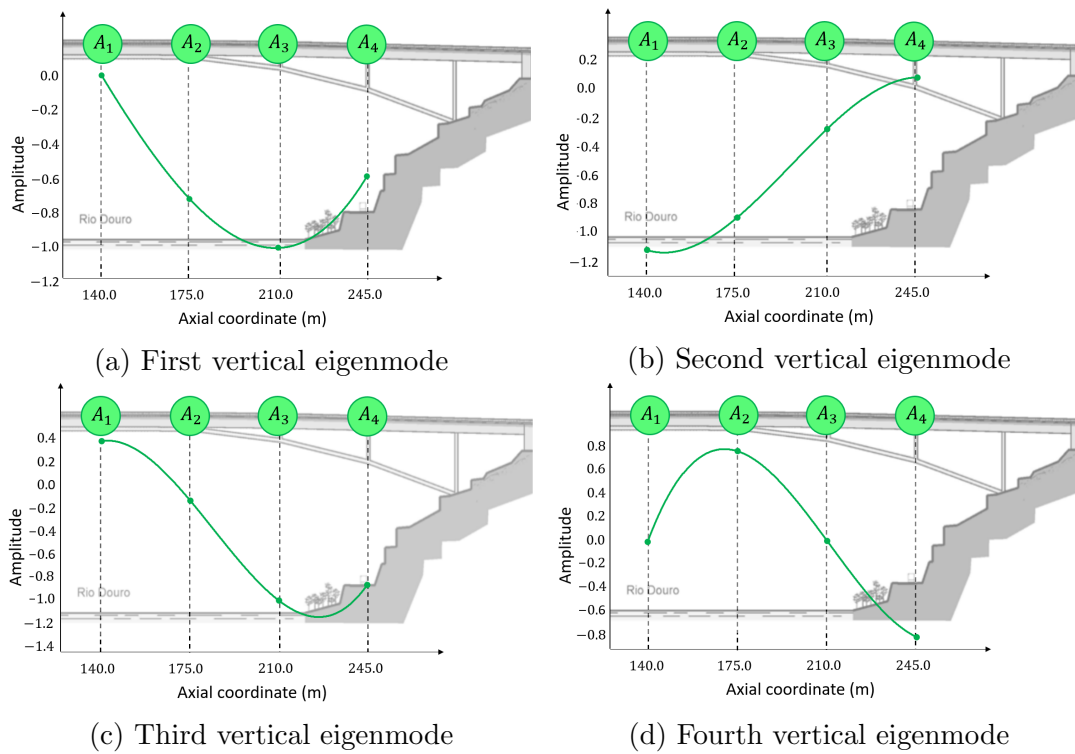 A₁ A₂ A₃ A₄
0.0
−0.2
−0.4
−0.6
−0.8
−1.0
−1.2
Amplitude
Rio Douro
140.0 175.0 210.0 245.0
Axial coordinate (m)
(a) First vertical eigenmode
A₁ A₂ A₃ A₄
0.2
0.0
-0.2
-0.4
0.6
0.8
1.0
−1.2
Amplitude
Rio Douro
140.0 175.0 210.0 245.0
Axial coordinate (m)
(b) Second vertical eigenmode
A₁ A₂ A₃ A₄
0.4
0.2
0.0
−0.2
−0.4
−0.6
−0.8
−1.0
−1.2
−1.4
Amplitude
Rio Douro
140.0 175.0 210.0 245.0
Axial coordinate (m)
(c) Third vertical eigenmode
A₁ A₂ A₃ A₄
0.8
0.6
0.4
0.2
0.0
−0.2
−0.4
−0.6
−0.8
Amplitude
Rio Douro
140.0 175.0 210.0 245.0
Axial coordinate (m)
(d) Fourth vertical eigenmode